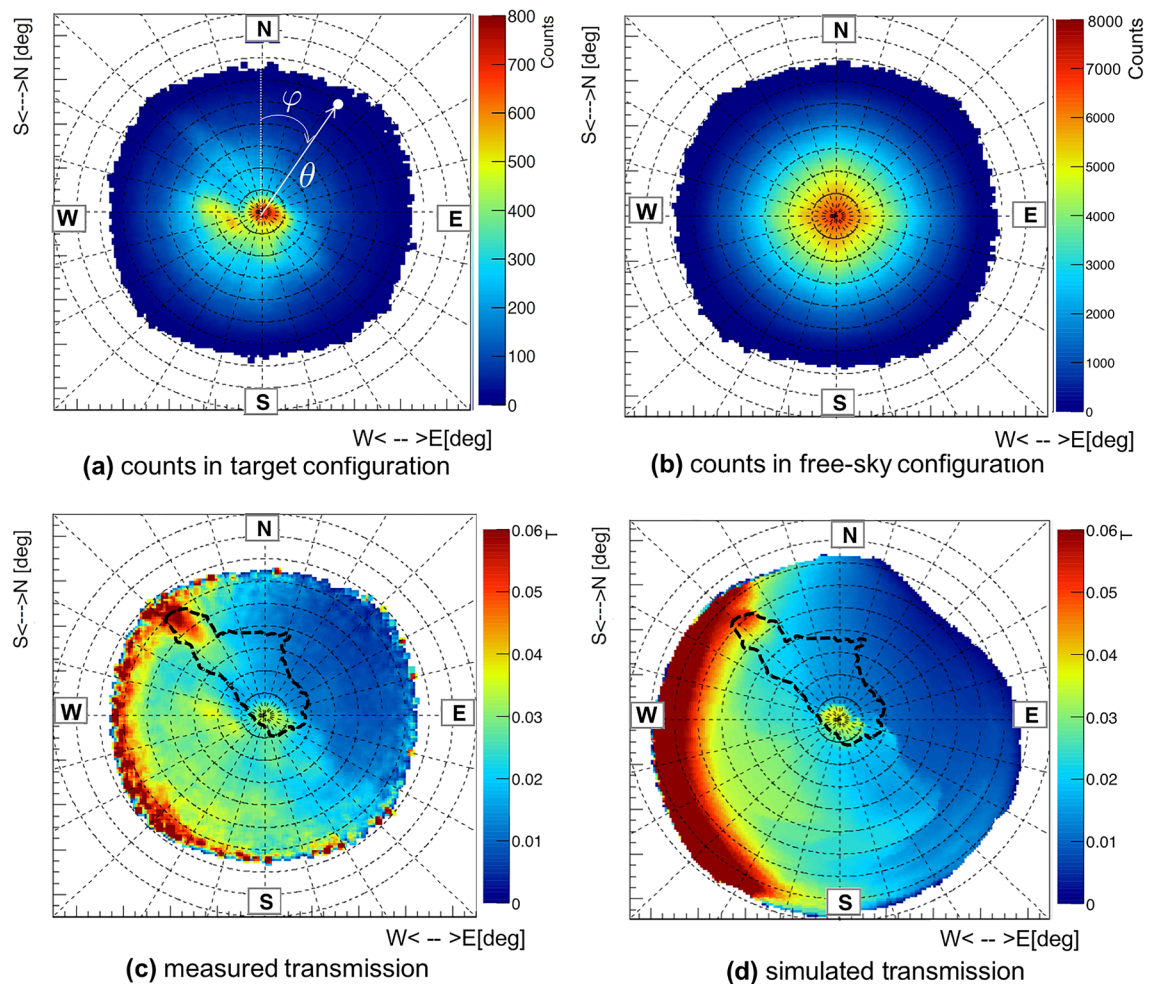 S<--->N [deg]
N
W
E
S
φ
θ
800
700
600
500
400
300
200
100
0
Counts
W< -- >E[deg]
(a) counts in target configuration
S<--->N [deg]
N
W
E
S
8000
7000
6000
5000
4000
3000
2000
1000
0
Counts
W< -- >E[deg]
(b) counts in free-sky configuration
S<--->N [deg]
N
W
E
S
0.06
0.05
0.04
0.03
0.02
0.01
0
T
W< -- >E[deg]
(c) measured transmission
S<--->N [deg]
N
W
E
S
0.06
0.05
0.04
0.03
0.02
0.01
0
T
W< -- >E[deg]
(d) simulated transmission